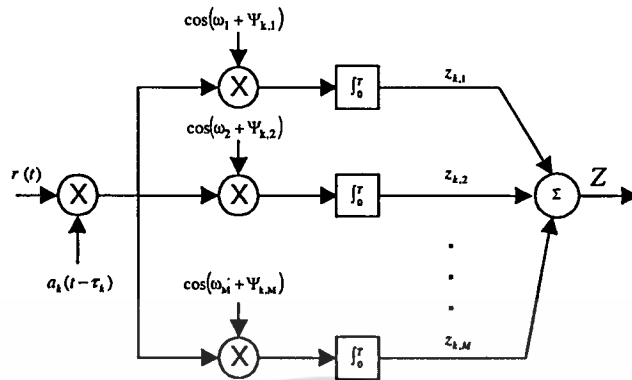 cos(ω₁ + Ψₖ,₁)
∫₀ᵀ
zₖ,₁
X
cos(ω₂ + Ψₖ,₂)
r (t)
X
X
∫₀ᵀ
zₖ,₂
Σ
Z
aₖ(t − τₖ)
cos(ω_M + Ψₖ,M)
X
∫₀ᵀ
zₖ,M